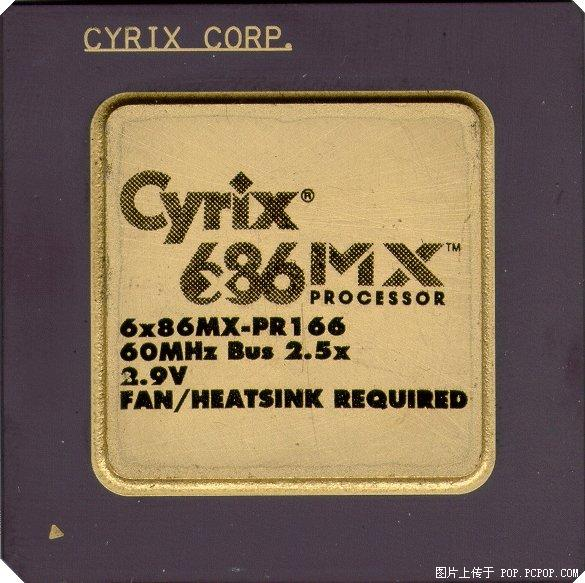 CYRIX CORP.
Cyrix®
6x86MX™
PROCESSOR
6x86MX-PR166
60MHz Bus 2.5x
2.9V
FAN/HEATSINK REQUIRED
图片上传于 POP.PCPOP.COM